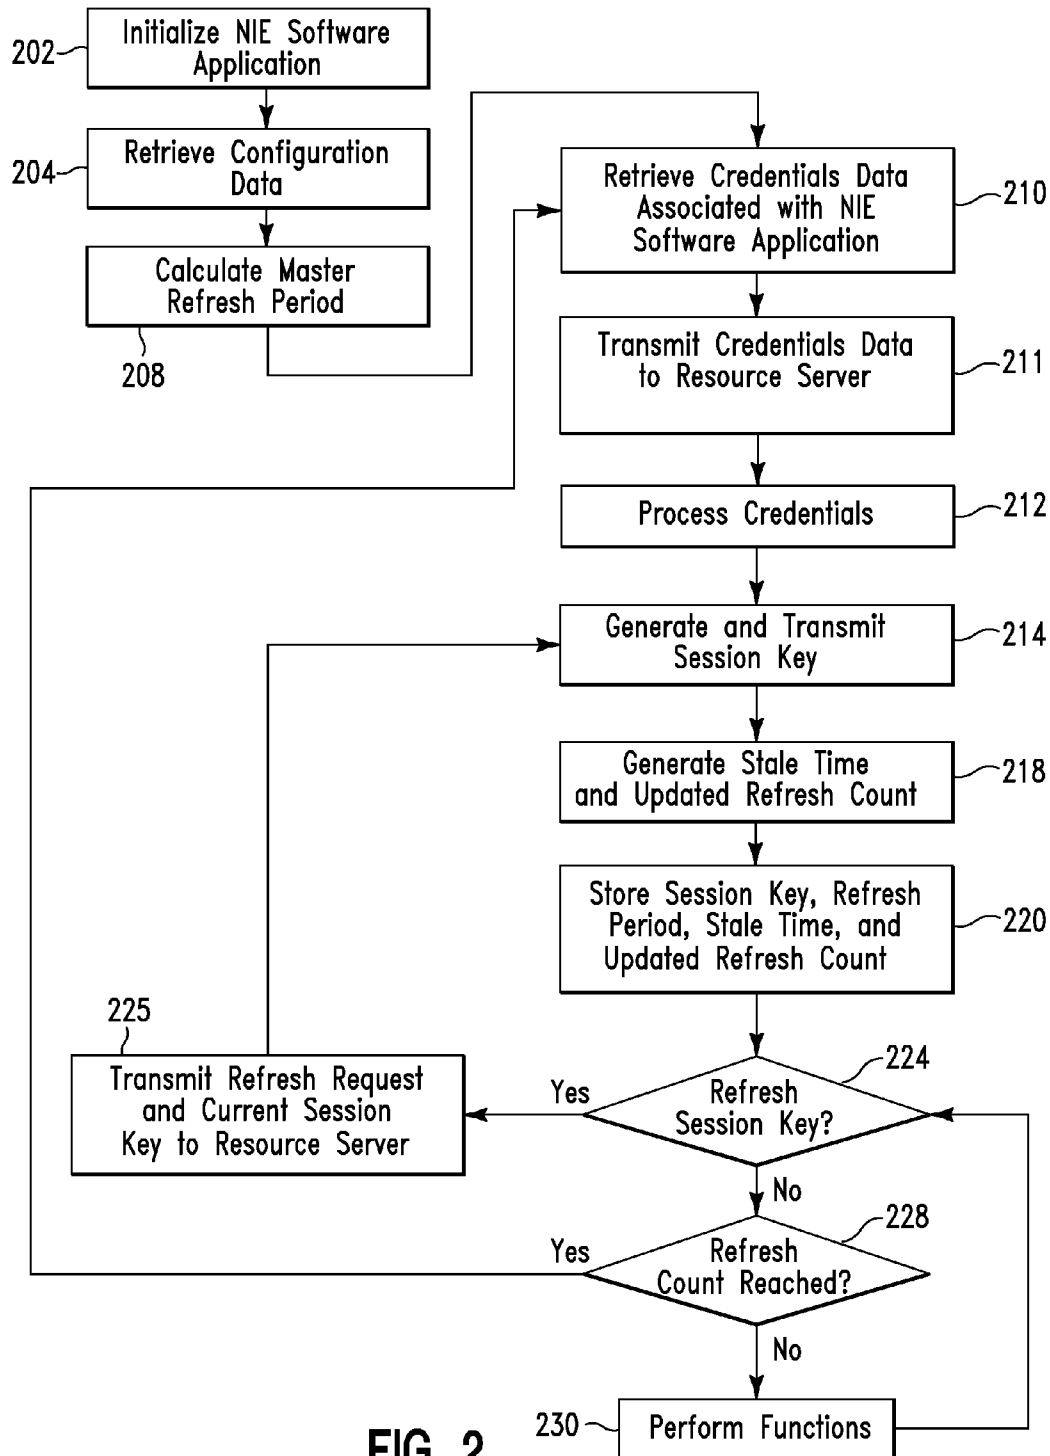 Initialize NIE Software
Application
202
Retrieve Configuration
Data
204
Calculate Master
Refresh Period
208
Retrieve Credentials Data
Associated with NIE
Software Application
210
Transmit Credentials Data
to Resource Server
211
Process Credentials
212
Generate and Transmit
Session Key
214
Generate Stale Time
and Updated Refresh Count
218
Store Session Key, Refresh
Period, Stale Time, and
Updated Refresh Count
220
225
Transmit Refresh Request
and Current Session
Key to Resource Server
224
Yes
Refresh
Session Key?
No
228
Yes
Refresh
Count Reached?
No
230
Perform Functions
FIG. 2